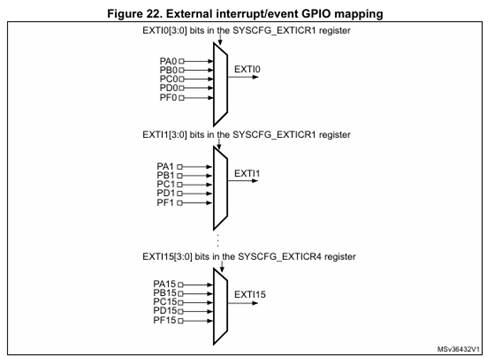 Figure 22. External interrupt/event GPIO mapping
EXTI0[3:0] bits in the SYSCFG_EXTICR1 register
PA0
PB0
PC0
PD0
PF0
EXTI0
EXTI1[3:0] bits in the SYSCFG_EXTICR1 register
PA1
PB1
PC1
PD1
PF1
EXTI1
EXTI15[3:0] bits in the SYSCFG_EXTICR4 register
PA15
PB15
PC15
PD15
PF15
EXTI15
MSv36432V1